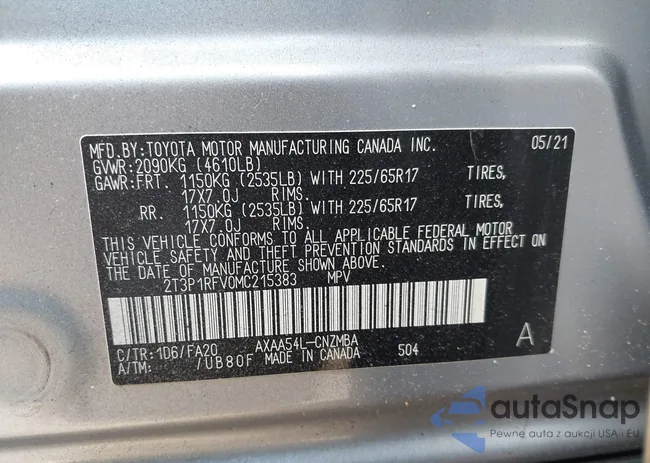 MFD.BY:TOYOTA MOTOR MANUFACTURING CANADA INC. 05/21
GVWR:2090KG (4610LB)
GAWR:FRT. 1150KG (2535LB) WITH 225/65R17 TIRES,
17X7.0J RIMS.
RR. 1150KG (2535LB) WITH 225/65R17 TIRES,
17X7.0J RIMS.
THIS VEHICLE CONFORMS TO ALL APPLICABLE FEDERAL MOTOR
VEHICLE SAFETY AND THEFT PREVENTION STANDARDS IN EFFECT ON
THE DATE OF MANUFACTURE SHOWN ABOVE.
2T3P1RFV0MC215383 MPV
C/TR:1D6/FA20 AXAA54L-CNZMBA A
A/TM: /UB80F MADE IN CANADA 504
autaSnap
Pewne auta z aukcji USA i EU